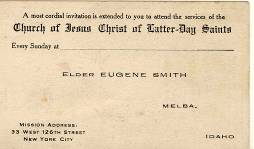 A most cordial invitation is extended to you to attend the services of the
Church of Jesus Christ of Latter-Day Saints
Every Sunday at
ELDER EUGENE SMITH
MELBA,
IDAHO
MISSION ADDRESS:
33 WEST 126TH STREET
NEW YORK CITY